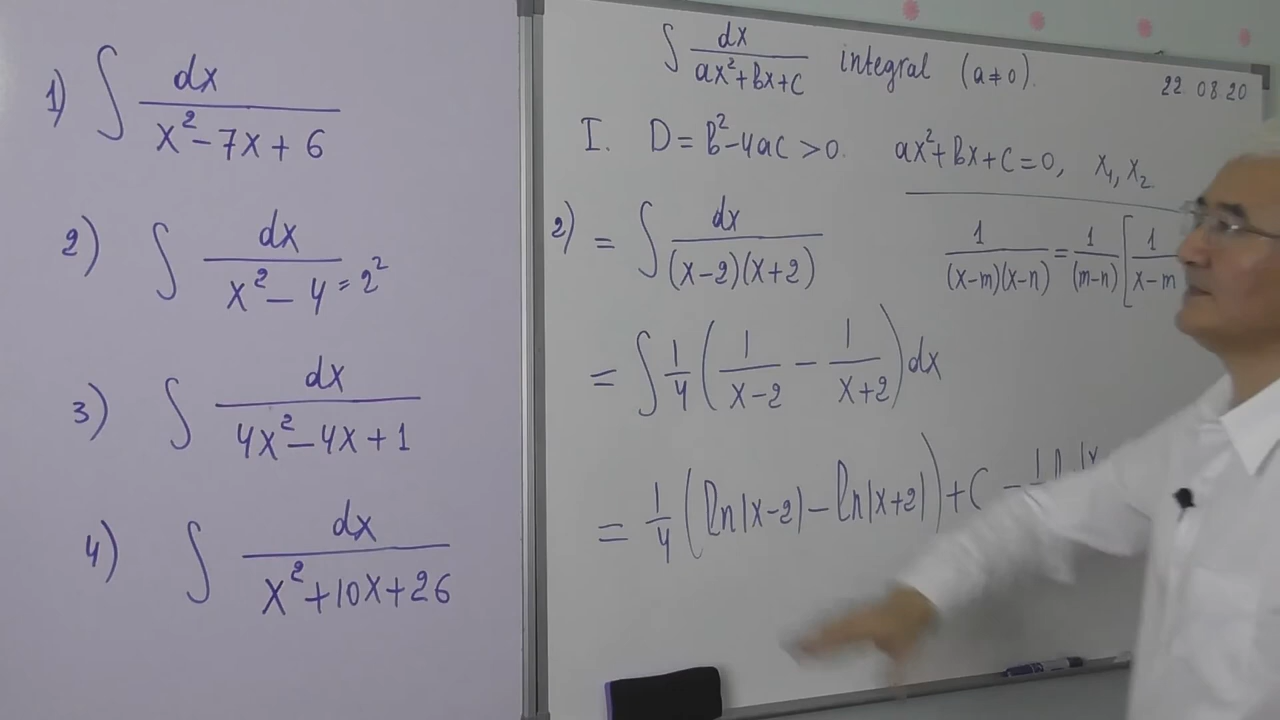 1) ∫ dx / (x² - 7x + 6)
2) ∫ dx / (x² - 4 = 2²)
3) ∫ dx / (4x² - 4x + 1)
4) ∫ dx / (x² + 10x + 26)
∫ dx / (ax² + bx + c) integral (a ≠ 0).
22 08.20
I. D = b² - 4ac > 0. ax² + bx + c = 0, x₁, x₂
2) = ∫ dx / ((x-2)(x+2))
1 / ((x-m)(x-n)) = 1/(m-n) [ 1/(x-m)
= ∫ 1/4 ( 1/(x-2) - 1/(x+2) ) dx
= 1/4 ( ln|x-2| - ln|x+2| ) + C